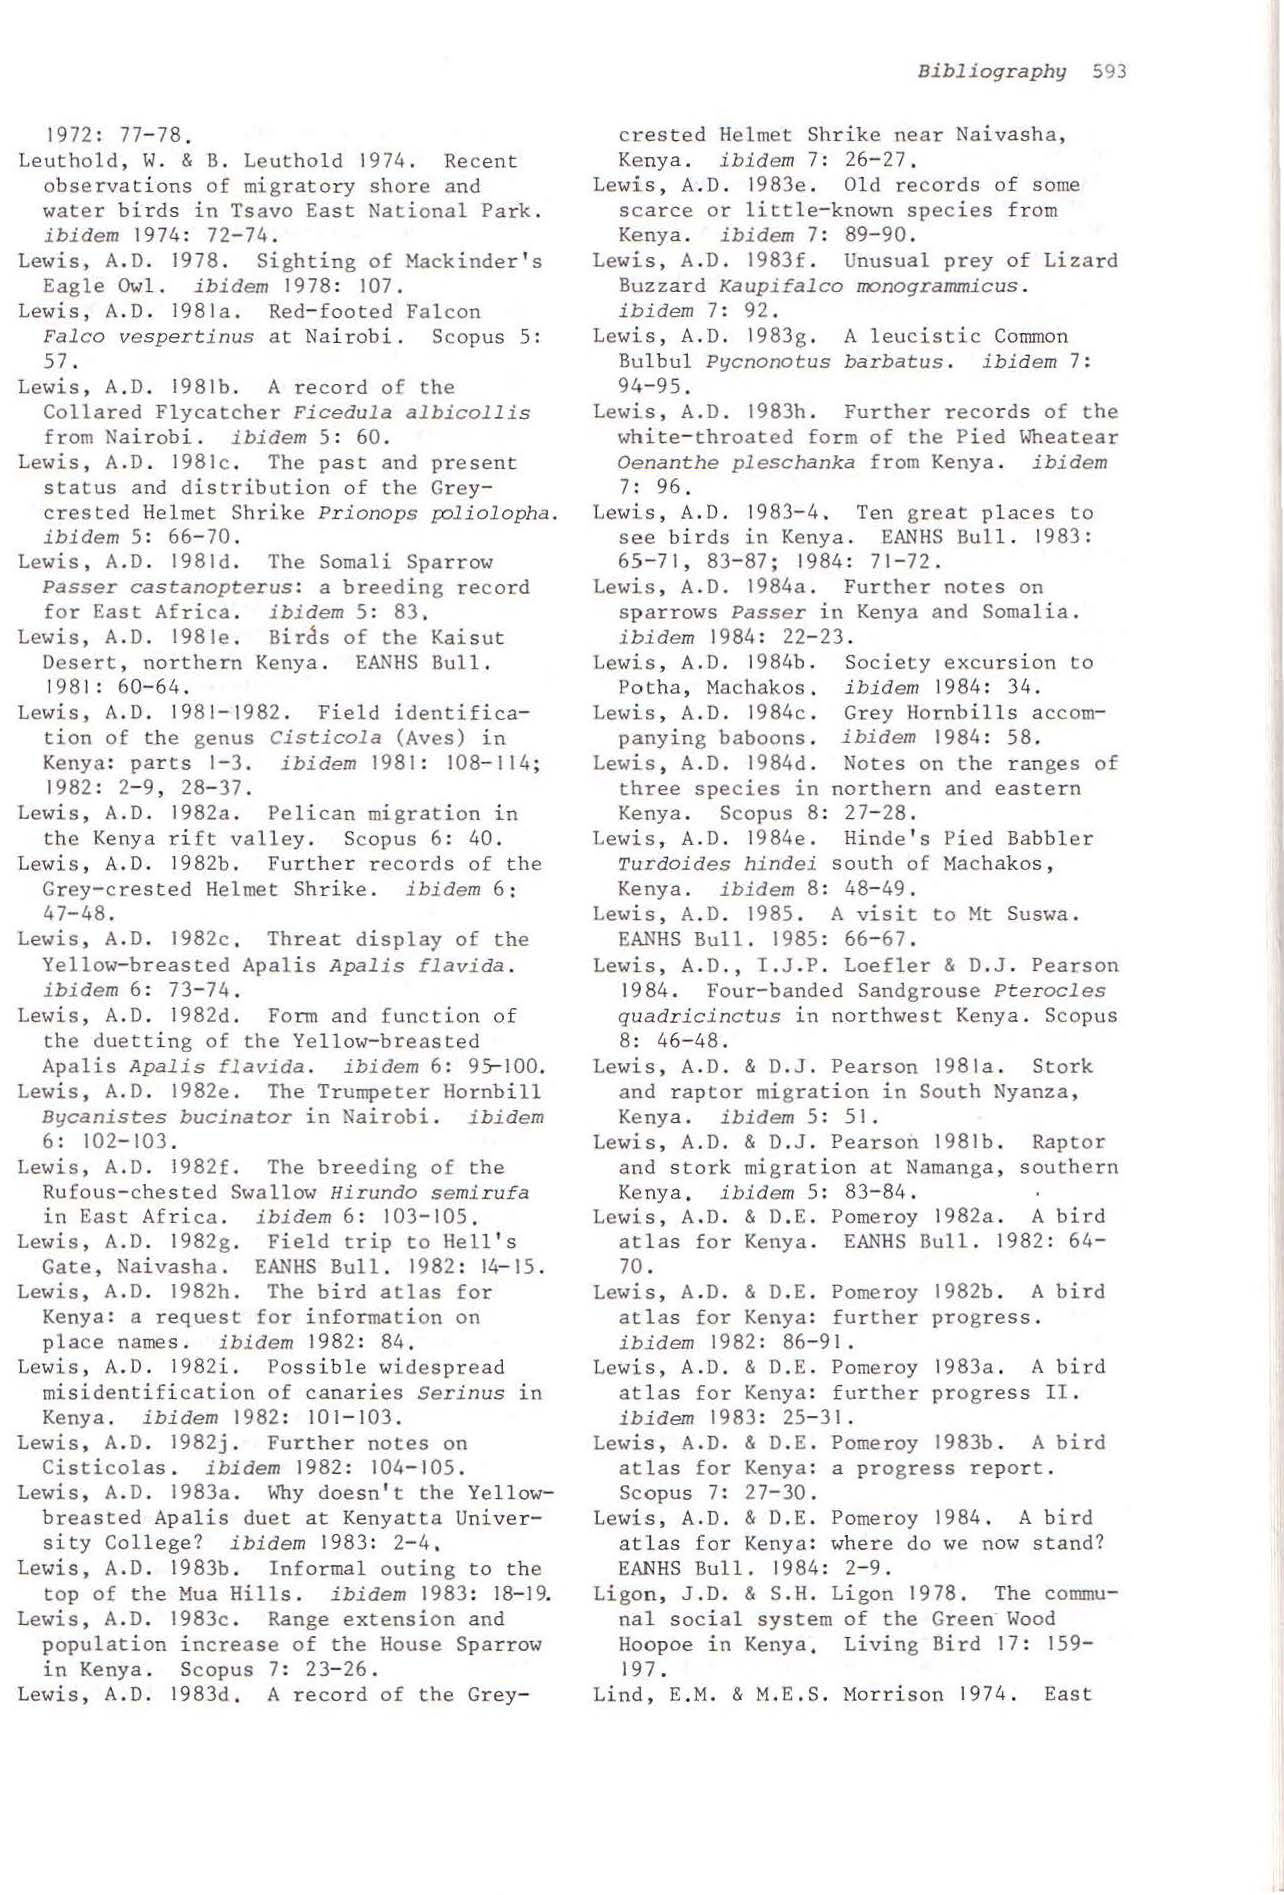 Bibliography 593
1972: 77-78.
Leuthold, W. & B. Leuthold 1974. Recent
observations of migratory shore and
water birds in Tsavo East National Park.
ibidem 1974: 72-74.
Lewis, A.D. 1978. Sighting of Mackinder's
Eagle Owl. ibidem 1978: 107.
Lewis, A.D. 1981a. Red-footed Falcon
Falco vespertinus at Nairobi. Scopus 5:
57.
Lewis, A.D. 1981b. A record of the
Collared Flycatcher Ficedula albicollis
from Nairobi. ibidem 5: 60.
Lewis, A.D. 1981c. The past and present
status and distribution of the Grey-
crested Helmet Shrike Prionops poliolopha.
ibidem 5: 66-70.
Lewis, A.D. 1981d. The Somali Sparrow
Passer castanopterus: a breeding record
for East Africa. ibidem 5: 83.
Lewis, A.D. 1981e. Birds of the Kaisut
Desert, northern Kenya. EANHS Bull.
1981: 60-64.
Lewis, A.D. 1981-1982. Field identifica-
tion of the genus Cisticola (Aves) in
Kenya: parts 1-3. ibidem 1981: 108-114;
1982: 2-9, 28-37.
Lewis, A.D. 1982a. Pelican migration in
the Kenya rift valley. Scopus 6: 40.
Lewis, A.D. 1982b. Further records of the
Grey-crested Helmet Shrike. ibidem 6:
47-48.
Lewis, A.D. 1982c. Threat display of the
Yellow-breasted Apalis Apalis flavida.
ibidem 6: 73-74.
Lewis, A.D. 1982d. Form and function of
the duetting of the Yellow-breasted
Apalis Apalis flavida. ibidem 6: 95-100.
Lewis, A.D. 1982e. The Trumpeter Hornbill
Bycanistes bucinator in Nairobi. ibidem
6: 102-103.
Lewis, A.D. 1982f. The breeding of the
Rufous-chested Swallow Hirundo semirufa
in East Africa. ibidem 6: 103-105.
Lewis, A.D. 1982g. Field trip to Hell's
Gate, Naivasha. EANHS Bull. 1982: 14-15.
Lewis, A.D. 1982h. The bird atlas for
Kenya: a request for information on
place names. ibidem 1982: 84.
Lewis, A.D. 1982i. Possible widespread
misidentification of canaries Serinus in
Kenya. ibidem 1982: 101-103.
Lewis, A.D. 1982j. Further notes on
Cisticolas. ibidem 1982: 104-105.
Lewis, A.D. 1983a. Why doesn't the Yellow-
breasted Apalis duet at Kenyatta Univer-
sity College? ibidem 1983: 2-4.
Lewis, A.D. 1983b. Informal outing to the
top of the Mua Hills. ibidem 1983: 18-19.
Lewis, A.D. 1983c. Range extension and
population increase of the House Sparrow
in Kenya. Scopus 7: 23-26.
Lewis, A.D. 1983d. A record of the Grey-
crested Helmet Shrike near Naivasha,
Kenya. ibidem 7: 26-27.
Lewis, A.D. 1983e. Old records of some
scarce or little-known species from
Kenya. ibidem 7: 89-90.
Lewis, A.D. 1983f. Unusual prey of Lizard
Buzzard Kaupifalco monogrammicus.
ibidem 7: 92.
Lewis, A.D. 1983g. A leucistic Common
Bulbul Pycnonotus barbatus. ibidem 7:
94-95.
Lewis, A.D. 1983h. Further records of the
white-throated form of the Pied Wheatear
Oenanthe pleschanka from Kenya. ibidem
7: 96.
Lewis, A.D. 1983-4. Ten great places to
see birds in Kenya. EANHS Bull. 1983:
65-71, 83-87; 1984: 71-72.
Lewis, A.D. 1984a. Further notes on
sparrows Passer in Kenya and Somalia.
ibidem 1984: 22-23.
Lewis, A.D. 1984b. Society excursion to
Potha, Machakos. ibidem 1984: 34.
Lewis, A.D. 1984c. Grey Hornbills accom-
panying baboons. ibidem 1984: 58.
Lewis, A.D. 1984d. Notes on the ranges of
three species in northern and eastern
Kenya. Scopus 8: 27-28.
Lewis, A.D. 1984e. Hinde's Pied Babbler
Turdoides hindei south of Machakos,
Kenya. ibidem 8: 48-49.
Lewis, A.D. 1985. A visit to Mt Suswa.
EANHS Bull. 1985: 66-67.
Lewis, A.D., I.J.P. Loefler & D.J. Pearson
1984. Four-banded Sandgrouse Pterocles
quadricinctus in northwest Kenya. Scopus
8: 46-48.
Lewis, A.D. & D.J. Pearson 1981a. Stork
and raptor migration in South Nyanza,
Kenya. ibidem 5: 51.
Lewis, A.D. & D.J. Pearson 1981b. Raptor
and stork migration at Namanga, southern
Kenya. ibidem 5: 83-84.
Lewis, A.D. & D.E. Pomeroy 1982a. A bird
atlas for Kenya. EANHS Bull. 1982: 64-
70.
Lewis, A.D. & D.E. Pomeroy 1982b. A bird
atlas for Kenya: further progress.
ibidem 1982: 86-91.
Lewis, A.D. & D.E. Pomeroy 1983a. A bird
atlas for Kenya: further progress II.
ibidem 1983: 25-31.
Lewis, A.D. & D.E. Pomeroy 1983b. A bird
atlas for Kenya: a progress report.
Scopus 7: 27-30.
Lewis, A.D. & D.E. Pomeroy 1984. A bird
atlas for Kenya: where do we now stand?
EANHS Bull. 1984: 2-9.
Ligon, J.D. & S.H. Ligon 1978. The commu-
nal social system of the Green Wood
Hoopoe in Kenya. Living Bird 17: 159-
197.
Lind, E.M. & M.E.S. Morrison 1974. East